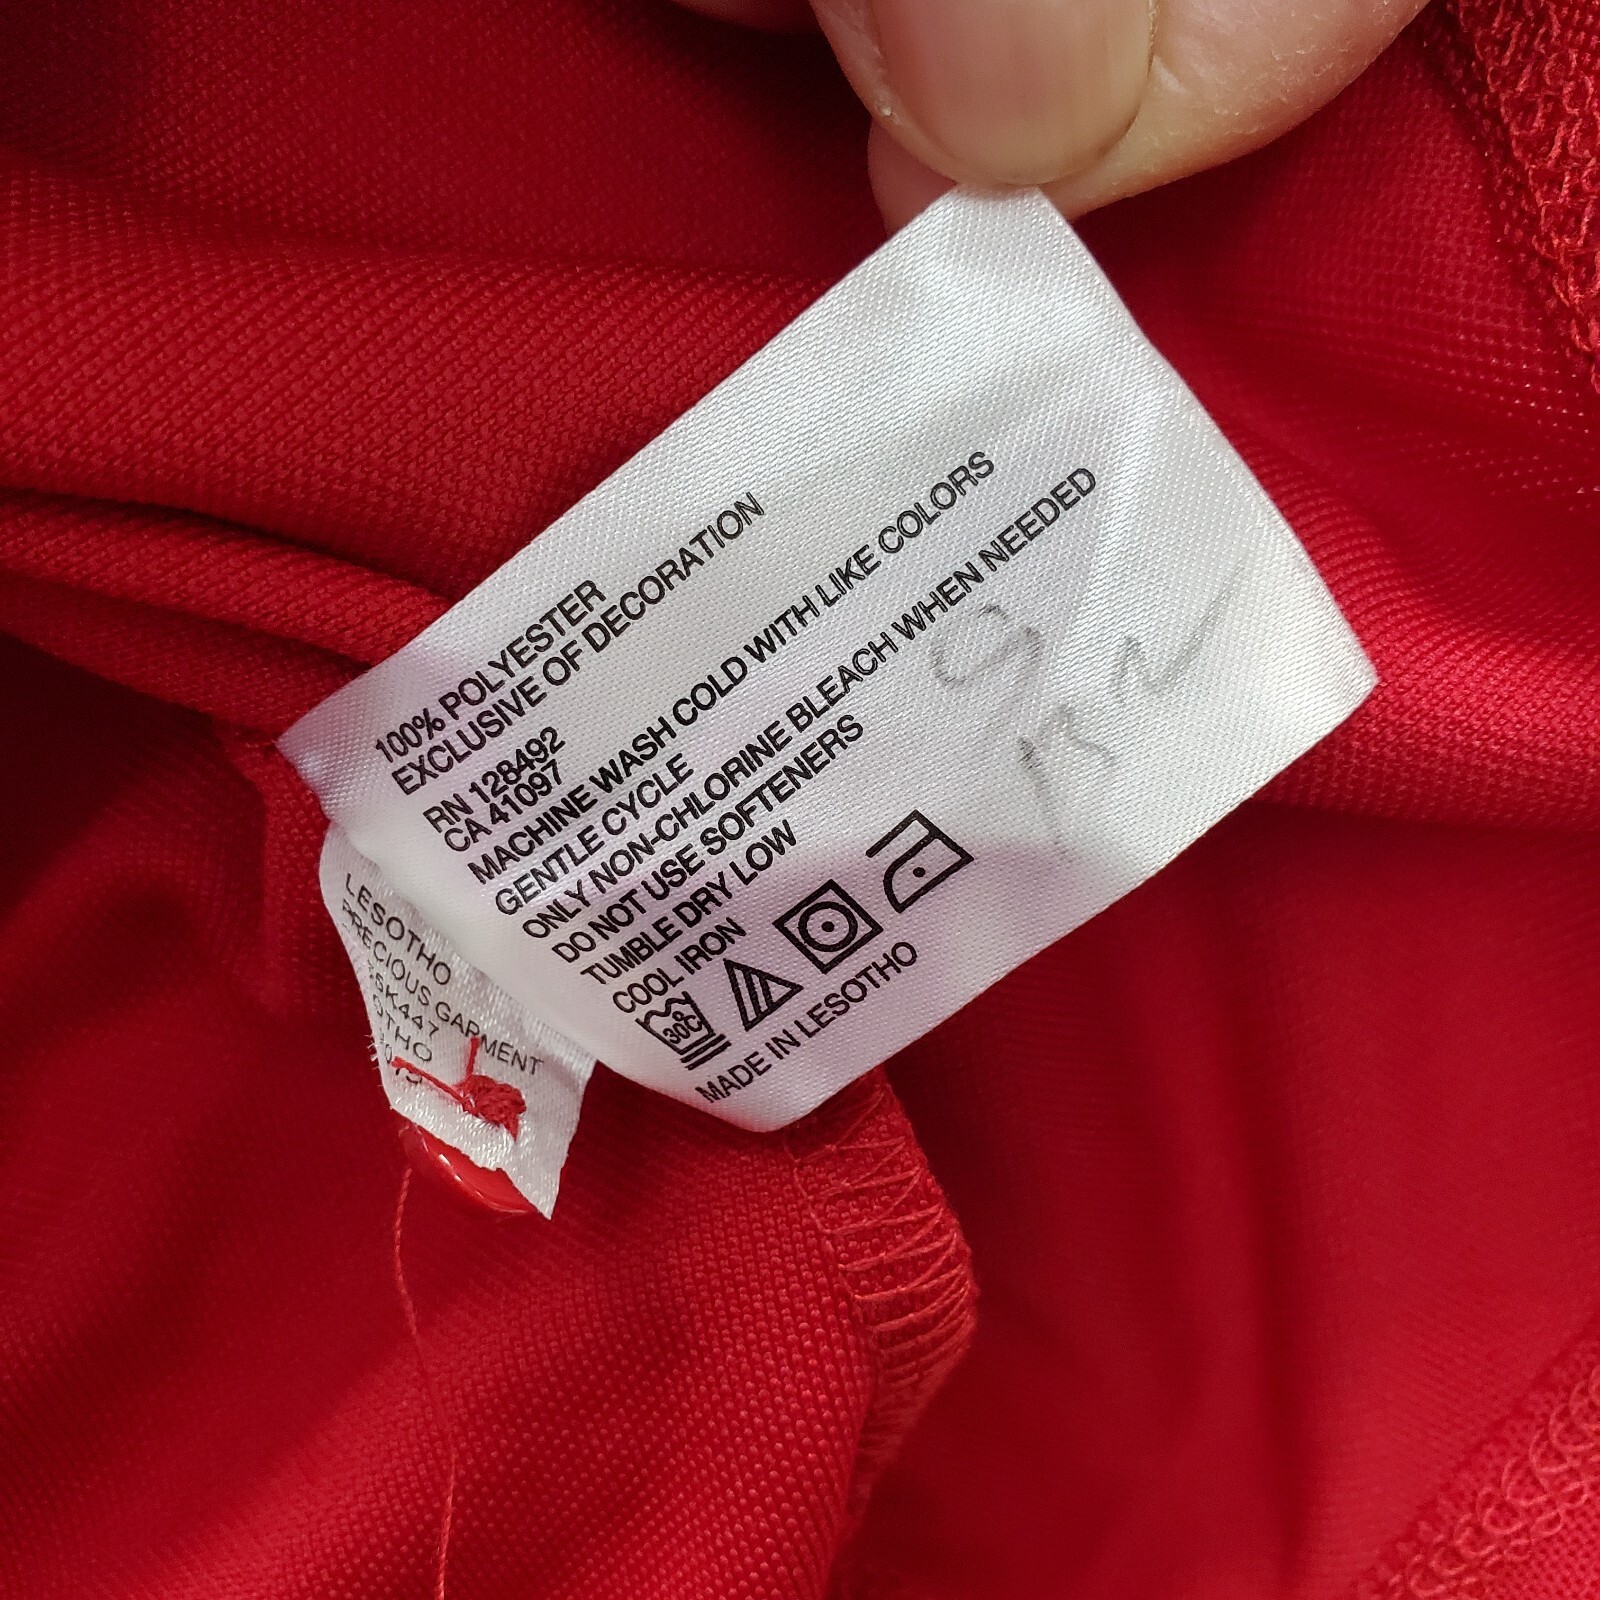 100% POLYESTER
EXCLUSIVE OF DECORATION
RN 128492
CA 41097
MACHINE WASH COLD WITH LIKE COLORS
GENTLE CYCLE
ONLY NON-CHLORINE BLEACH WHEN NEEDED
DO NOT USE SOFTENERS
TUMBLE DRY LOW
COOL IRON
30°C
MADE IN LESOTHO
LESOTHO
PRECIOUS GARMENT